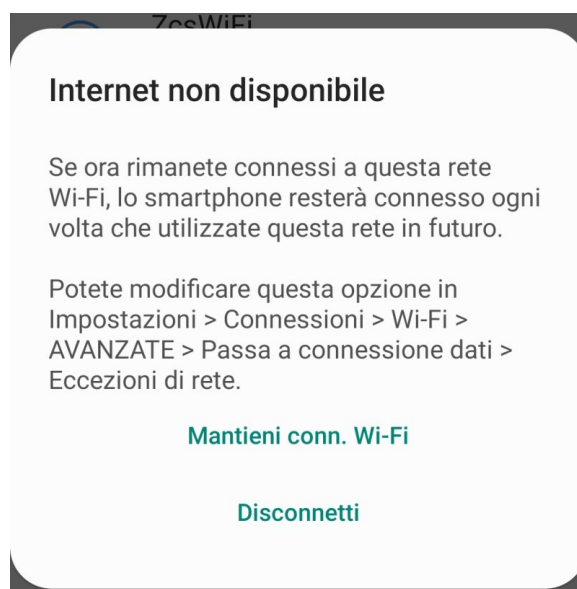 ZcsWiFi
Internet non disponibile
Se ora rimanete connessi a questa rete
Wi-Fi, lo smartphone resterà connesso ogni
volta che utilizzate questa rete in futuro.
Potete modificare questa opzione in
Impostazioni > Connessioni > Wi-Fi >
AVANZATE > Passa a connessione dati >
Eccezioni di rete.
Mantieni conn. Wi-Fi
Disconnetti